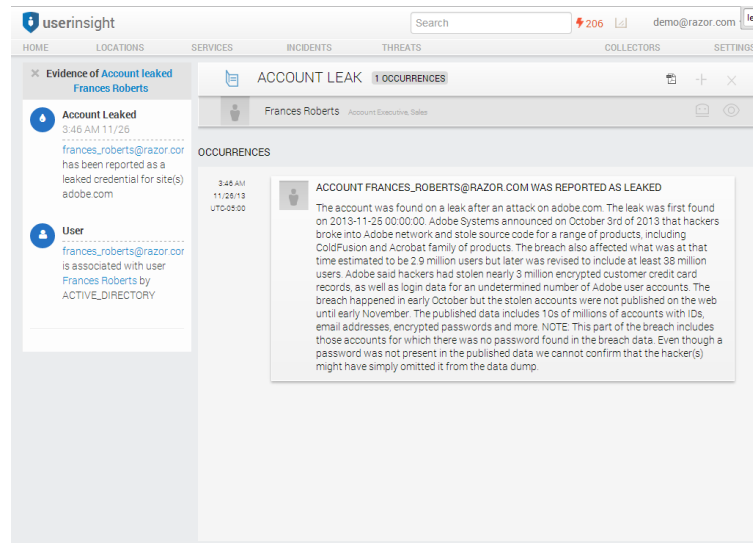 userinsight
Search
206
demo@razor.com
le
HOME
LOCATIONS
SERVICES
INCIDENTS
THREATS
COLLECTORS
SETTINGS
Evidence of Account leaked
Frances Roberts
Account Leaked
3:46 AM 11/26
frances_roberts@razor.cor
has been reported as a
leaked credential for site(s)
adobe.com
User
frances_roberts@razor.cor
is associated with user
Frances Roberts by
ACTIVE_DIRECTORY
ACCOUNT LEAK 1 OCCURRENCES
Frances Roberts Account Executive, Sales
OCCURRENCES
3:46 AM
11/26/13
UTC-05:00
ACCOUNT FRANCES_ROBERTS@RAZOR.COM WAS REPORTED AS LEAKED
The account was found on a leak after an attack on adobe.com. The leak was first found
on 2013-11-25 00:00:00. Adobe Systems announced on October 3rd of 2013 that hackers
broke into Adobe network and stole source code for a range of products, including
ColdFusion and Acrobat family of products. The breach also affected what was at that
time estimated to be 2.9 million users but later was revised to include at least 38 million
users. Adobe said hackers had stolen nearly 3 million encrypted customer credit card
records, as well as login data for an undetermined number of Adobe user accounts. The
breach happened in early October but the stolen accounts were not published on the web
until early November. The published data includes 10s of millions of accounts with IDs,
email addresses, encrypted passwords and more. NOTE: This part of the breach includes
those accounts for which there was no password found in the breach data. Even though a
password was not present in the published data we cannot confirm that the hacker(s)
might have simply omitted it from the data dump.